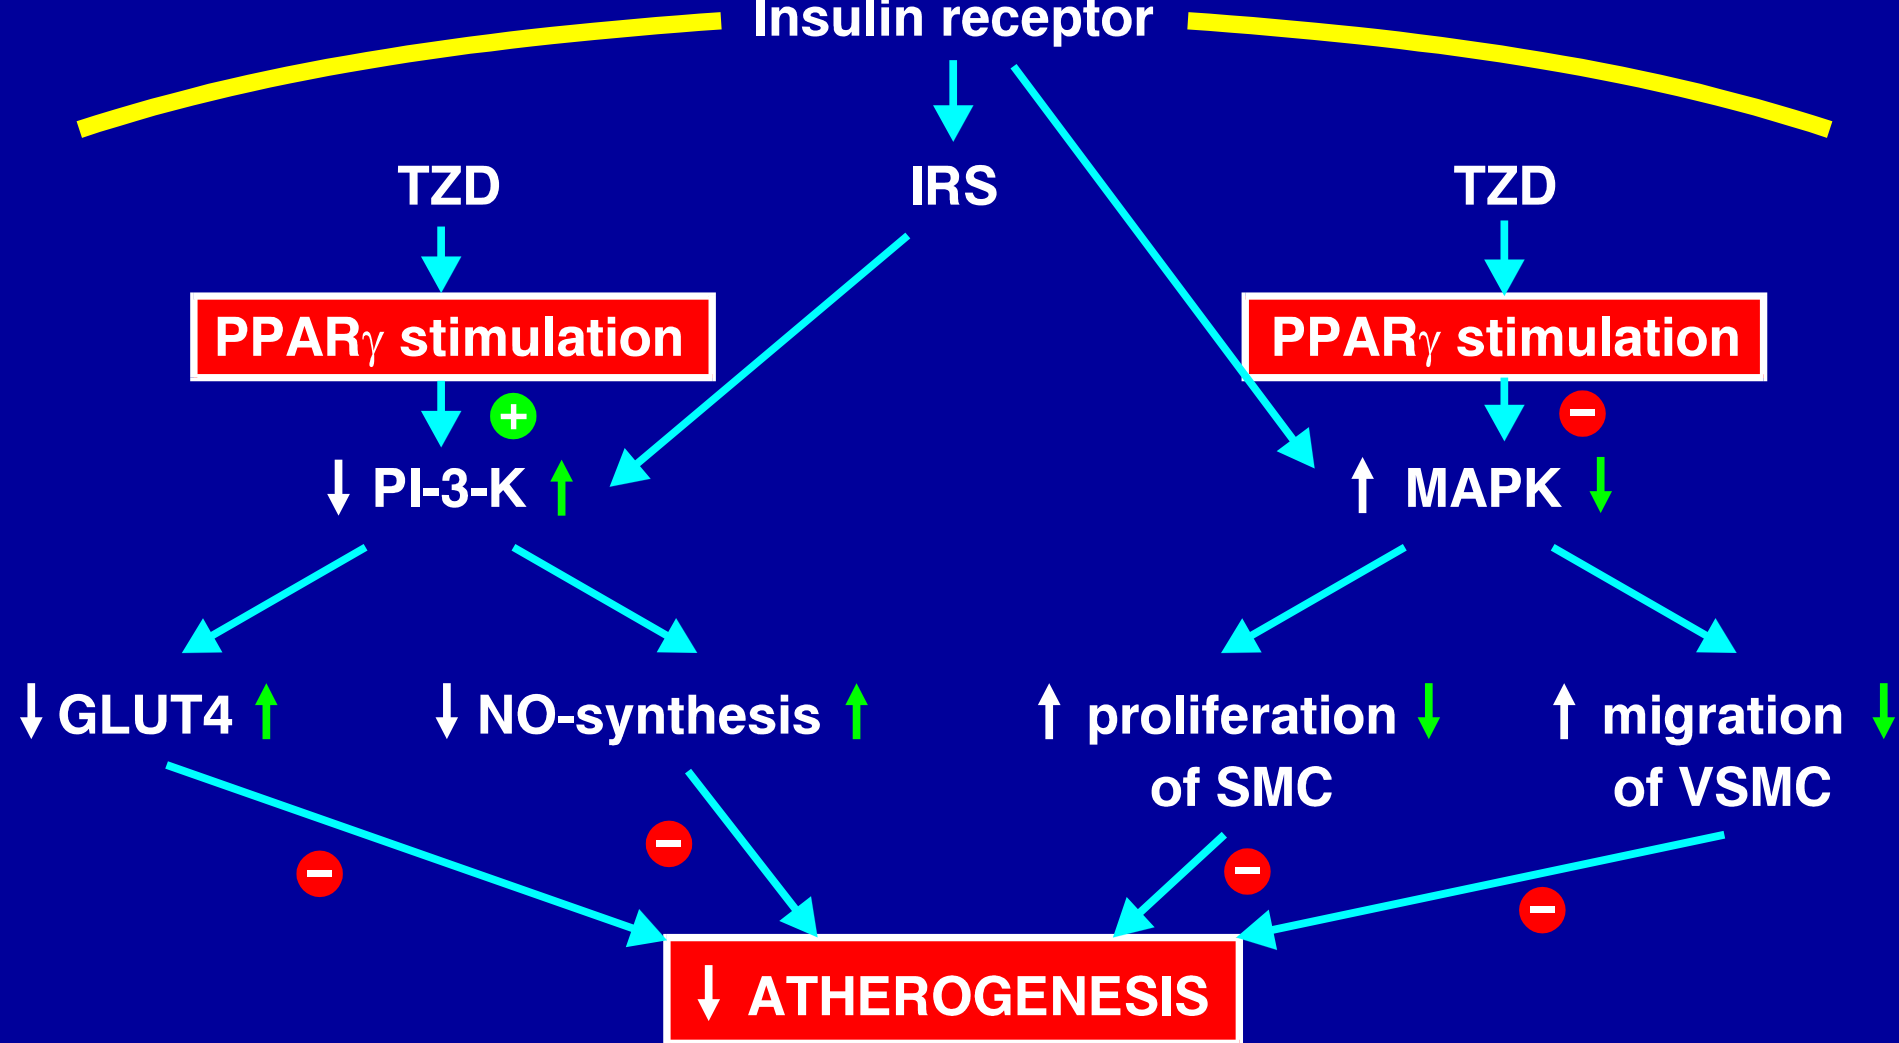 Insulin receptor
TZD IRS TZD
PPARγ stimulation PPARγ stimulation
+ −
↓ PI-3-K ↑ ↑ MAPK ↓
↓ GLUT4 ↑ ↓ NO-synthesis ↑ ↑ proliferation ↓ ↑ migration ↓
of SMC of VSMC
− − − −
↓ ATHEROGENESIS